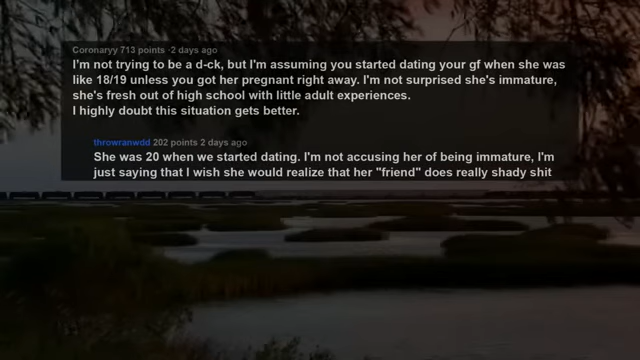 Coronaryy 713 points · 2 days ago
I'm not trying to be a d-ck, but I'm assuming you started dating your gf when she was
like 18/19 unless you got her pregnant right away. I'm not surprised she's immature,
she's fresh out of high school with little adult experiences.
I highly doubt this situation gets better.
throwranwdd 202 points 2 days ago
She was 20 when we started dating. I'm not accusing her of being immature, I'm
just saying that I wish she would realize that her "friend" does really shady shit